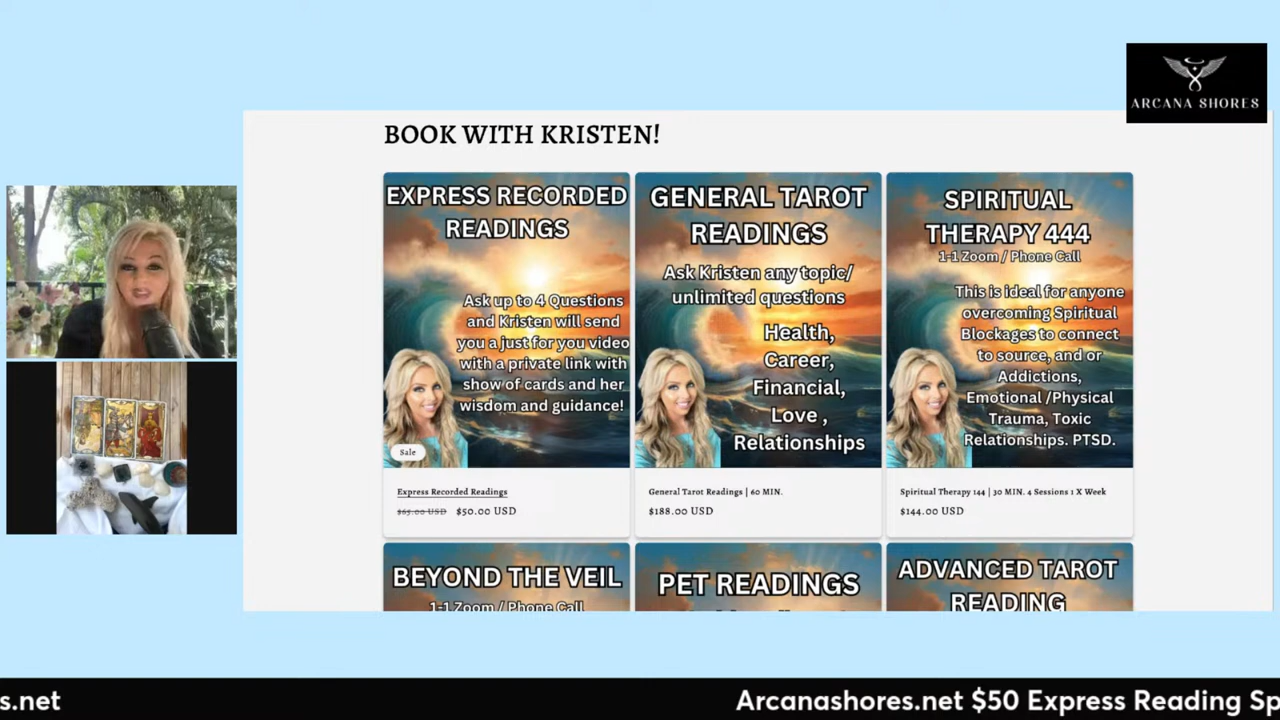 ARCANA SHORES
BOOK WITH KRISTEN!
EXPRESS RECORDED
READINGS
Ask up to 4 Questions
and Kristen will send
you a just for you video
with a private link with
show of cards and her
wisdom and guidance!
Sale
Express Recorded Readings
$65.00 USD $50.00 USD
GENERAL TAROT
READINGS
Ask Kristen any topic/
unlimited questions
Health,
Career,
Financial,
Love ,
Relationships
General Tarot Readings | 60 MIN.
$188.00 USD
SPIRITUAL
THERAPY 444
1-1 Zoom / Phone Call
This is ideal for anyone
overcoming Spiritual
Blockages to connect
to source, and or
Addictions,
Emotional /Physical
Trauma, Toxic
Relationships. PTSD.
Spiritual Therapy 144 | 30 MIN. 4 Sessions 1 X Week
$144.00 USD
BEYOND THE VEIL
1-1 Zoom / Phone Call
PET READINGS
ADVANCED TAROT
READING
s.net
Arcanashores.net $50 Express Reading Sp